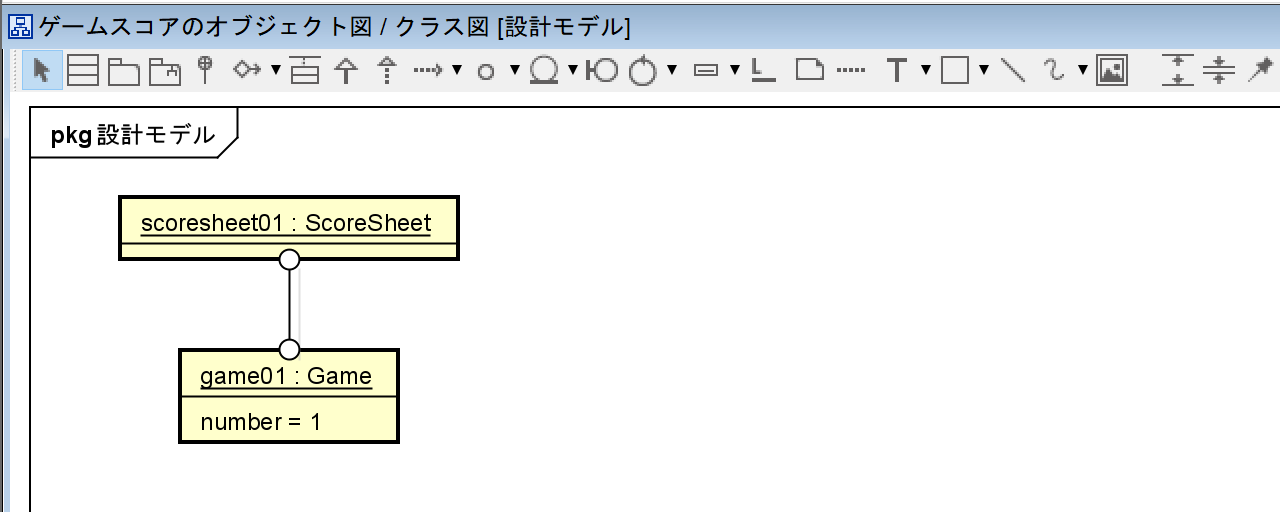 ゲームスコアのオブジェクト図 / クラス図 [設計モデル]
pkg 設計モデル
scoresheet01 : ScoreSheet
game01 : Game
number = 1